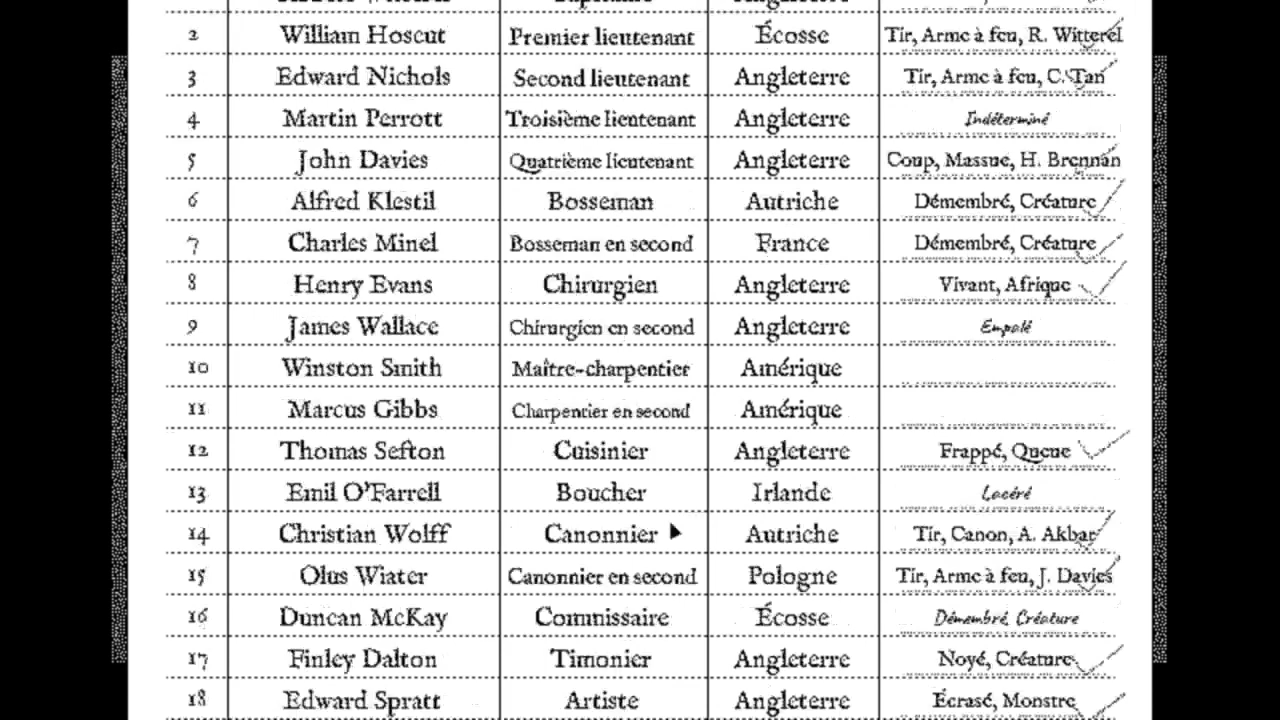 2 William Hoscut Premier lieutenant Écosse Tir, Arme à feu, R. Witterel
3 Edward Nichols Second lieutenant Angleterre Tir, Arme à feu, C. Tan
4 Martin Perrott Troisième lieutenant Angleterre Indéterminé
5 John Davies Quatrième lieutenant Angleterre Coup, Massue, H. Brennan
6 Alfred Klestil Bosseman Autriche Démembré, Créature
7 Charles Minel Bosseman en second France Démembré, Créature
8 Henry Evans Chirurgien Angleterre Vivant, Afrique
9 James Wallace Chirurgien en second Angleterre Empalé
10 Winston Smith Maître-charpentier Amérique
11 Marcus Gibbs Charpentier en second Amérique
12 Thomas Sefton Cuisinier Angleterre Frappé, Queue
13 Emil O'Farrell Boucher Irlande Lacéré
14 Christian Wolff Canonnier Autriche Tir, Canon, A. Akbar
15 Olus Wiater Canonnier en second Pologne Tir, Arme à feu, J. Davies
16 Duncan McKay Commissaire Écosse Démembré, Créature
17 Finley Dalton Timonier Angleterre Noyé, Créature
18 Edward Spratt Artiste Angleterre Écrasé, Monstre